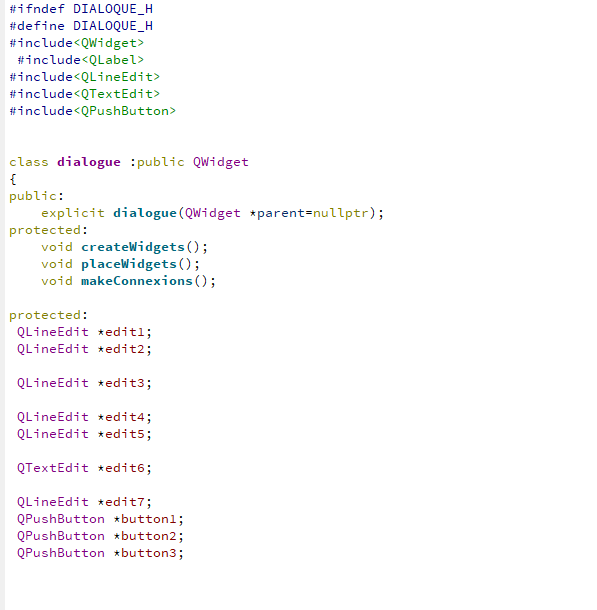 #ifndef DIALOQUE_H
#define DIALOQUE_H
#include<QWidget>
 #include<QLabel>
#include<QLineEdit>
#include<QTextEdit>
#include<QPushButton>
class dialogue :public QWidget
{
public:
    explicit dialogue(QWidget *parent=nullptr);
protected:
    void createWidgets();
    void placeWidgets();
    void makeConnexions();
protected:
 QLineEdit *edit1;
 QLineEdit *edit2;
 QLineEdit *edit3;
 QLineEdit *edit4;
 QLineEdit *edit5;
 QTextEdit *edit6;
 QLineEdit *edit7;
 QPushButton *button1;
 QPushButton *button2;
 QPushButton *button3;